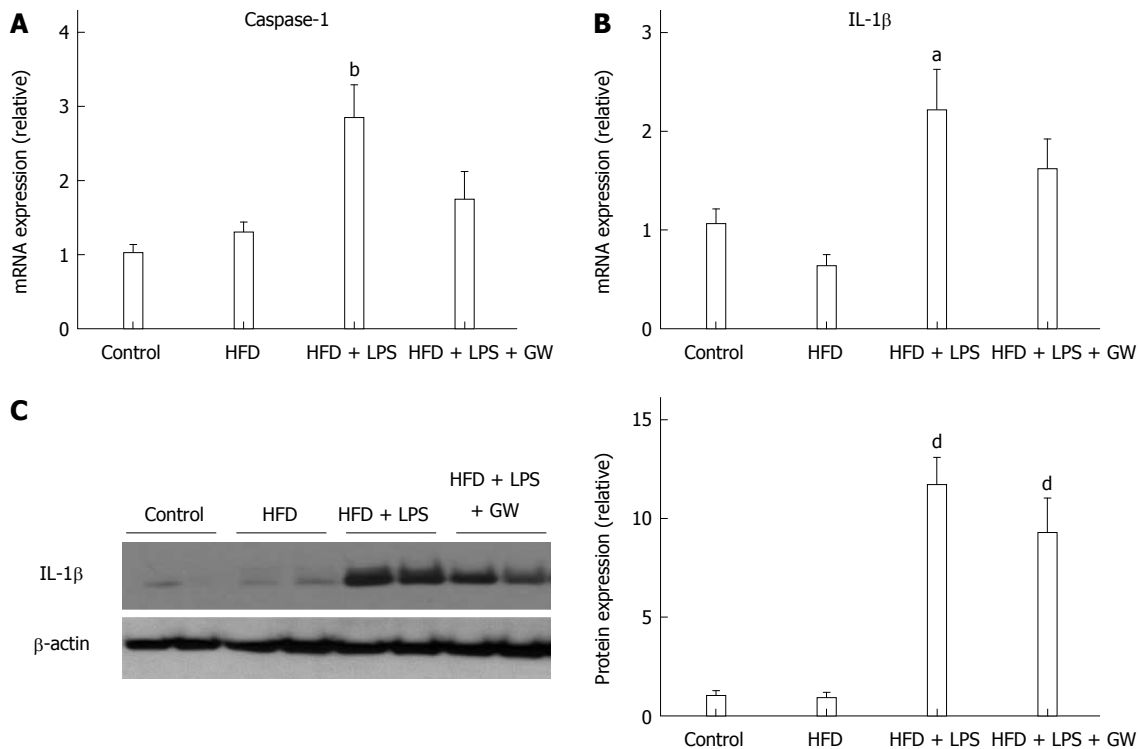 A
Caspase-1
mRNA expression (relative)
4
3
2
1
0
b
Control HFD HFD + LPS HFD + LPS + GW
B
IL-1β
mRNA expression (relative)
3
2
1
0
a
Control HFD HFD + LPS HFD + LPS + GW
C
Control HFD HFD + LPS HFD + LPS
+ GW
IL-1β
β-actin
Protein expression (relative)
15
10
5
0
d
d
Control HFD HFD + LPS HFD + LPS + GW